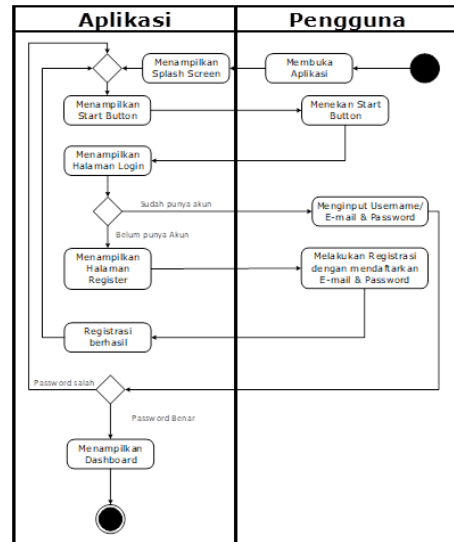 Aplikasi
Pengguna
Menampilkan
Splash Screen
Membuka
Aplikasi
Menampilkan
Start Button
Menekan Start
Button
Menampilkan
Halaman Login
Sudah punya akun
Menginput Username/
E-mail & Password
Belum punya Akun
Menampilkan
Halaman
Register
Melakukan Registrasi
dengan mendaftarkan
E-mail & Password
Registrasi
berhasil
Password salah
Password Benar
Menampilkan
Dashboard